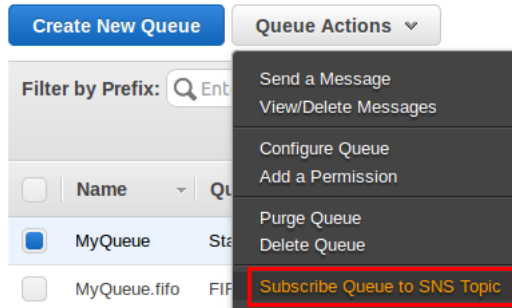 Create New Queue
Queue Actions
Filter by Prefix:
Send a Message
View/Delete Messages
Configure Queue
Add a Permission
Name
Purge Queue
MyQueue
Delete Queue
MyQueue.fifo
Subscribe Queue to SNS Topic